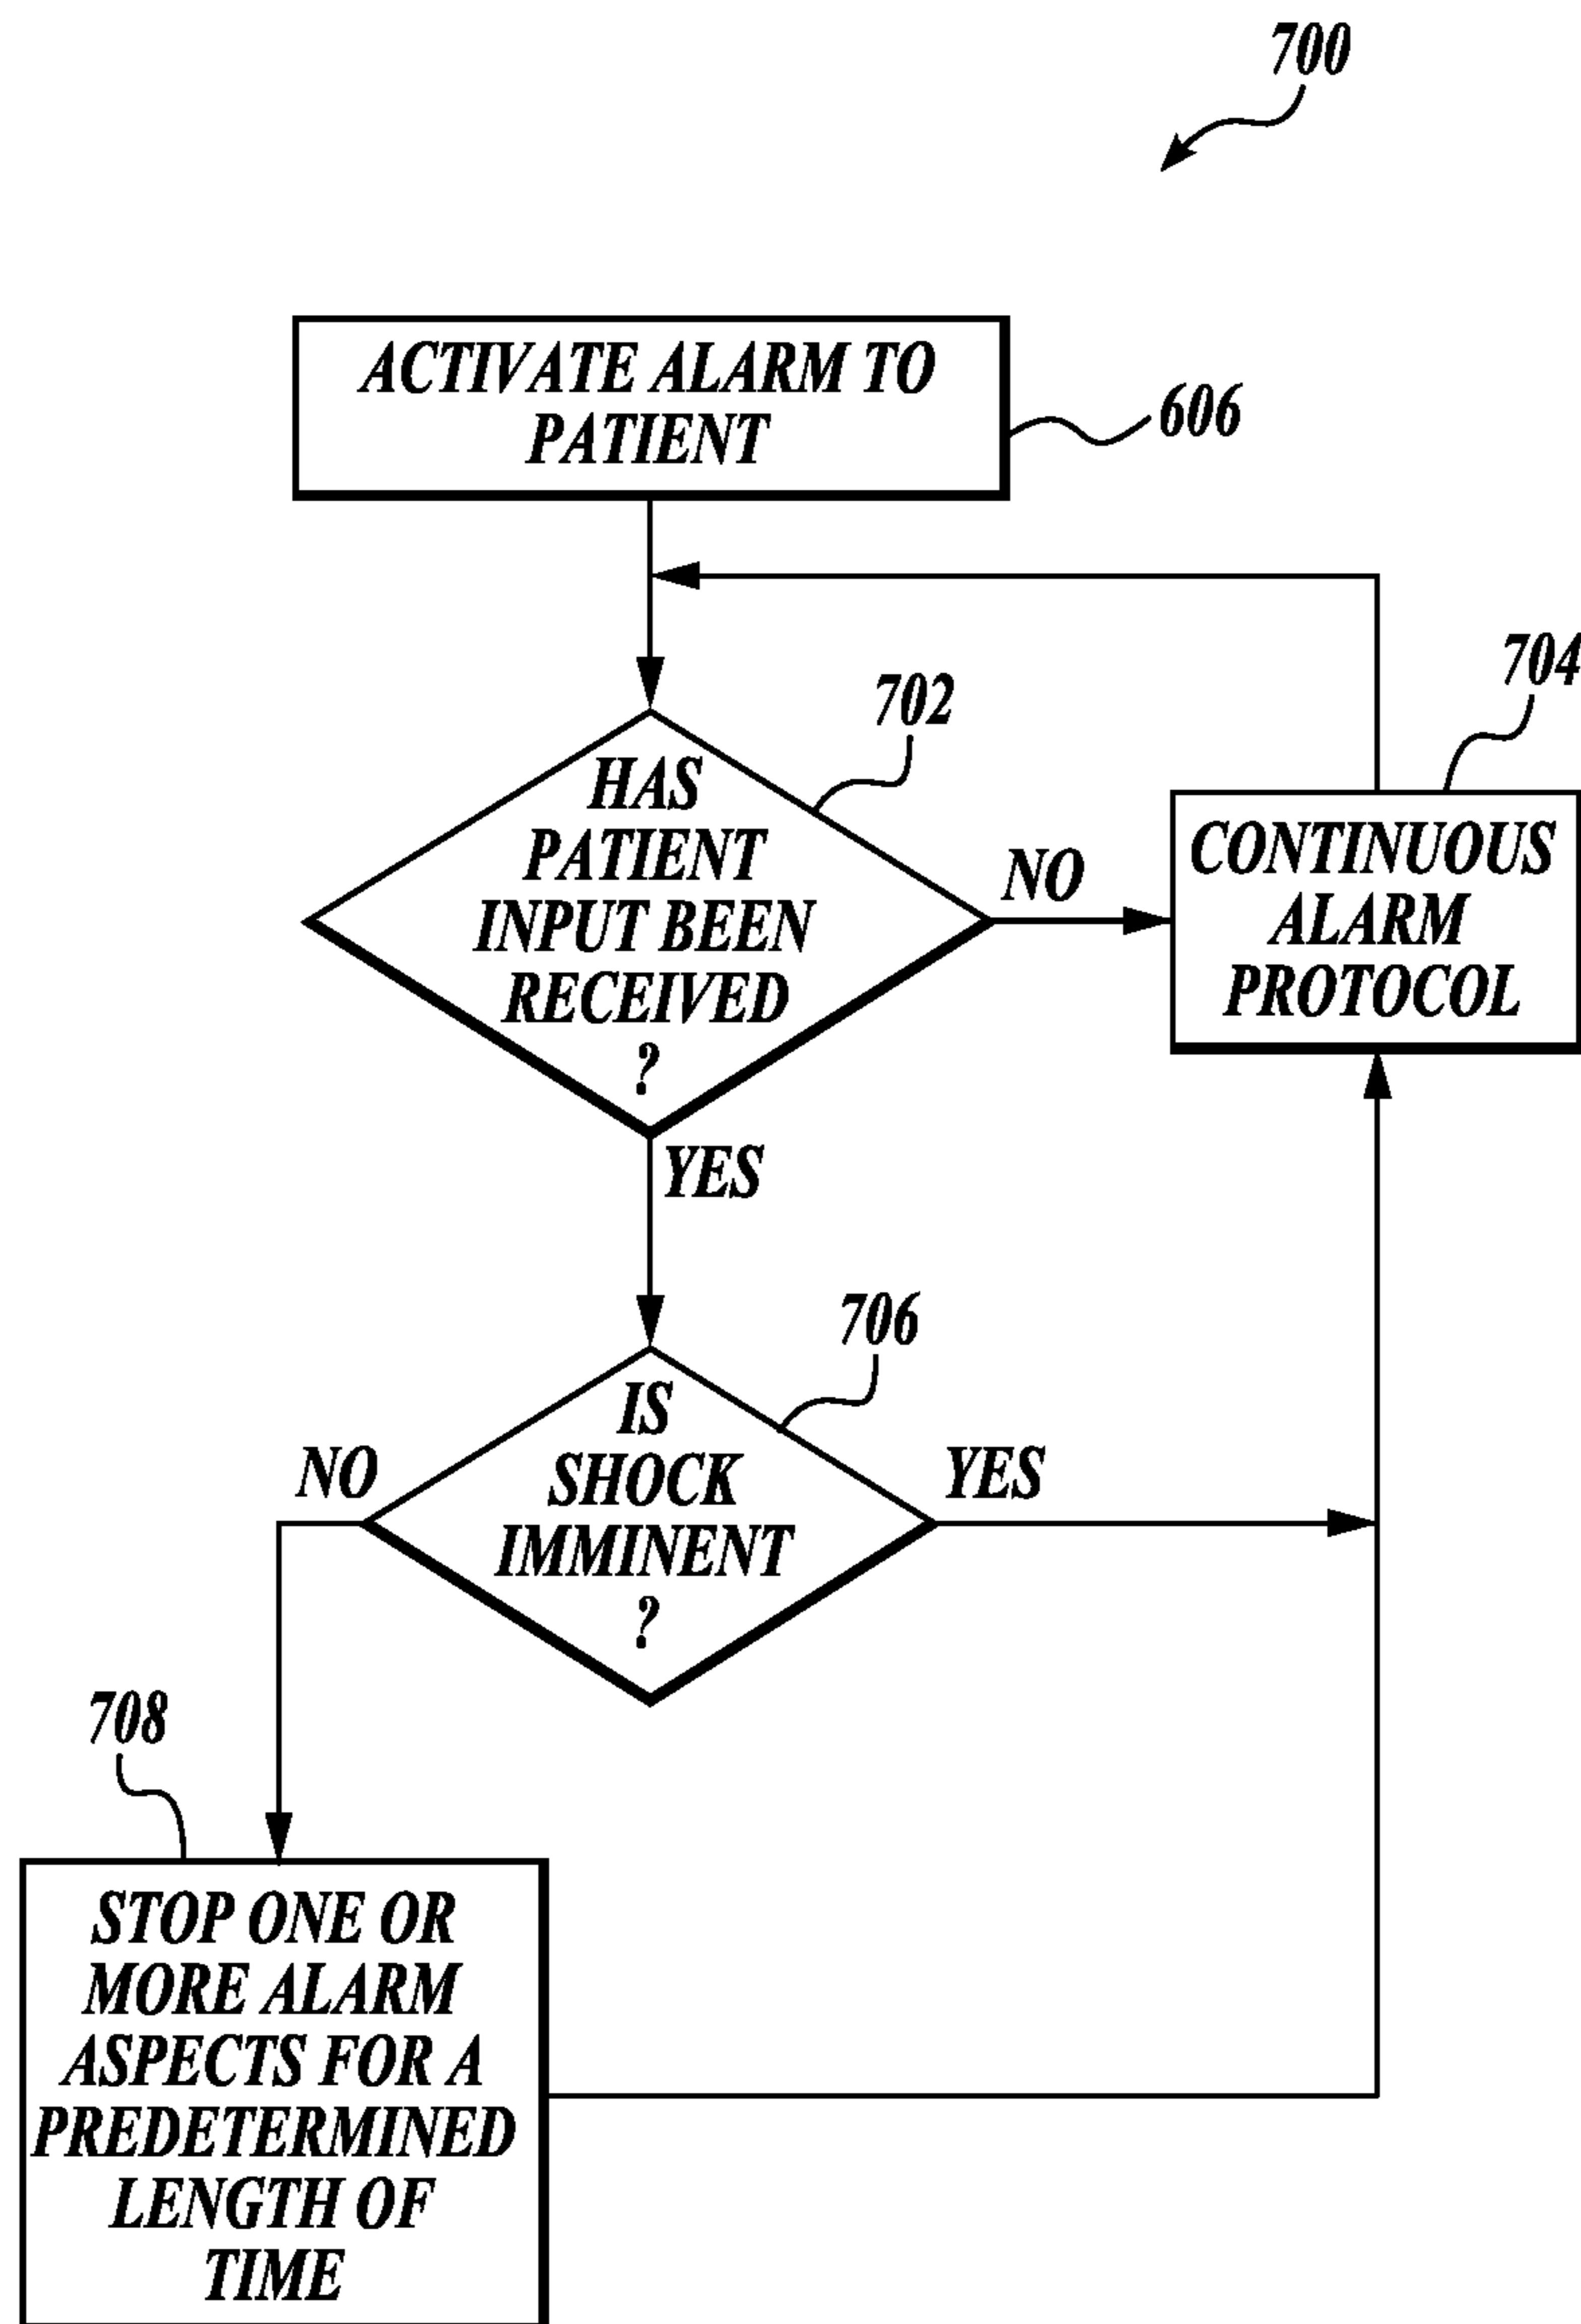 700
ACTIVATE ALARM TO
PATIENT
606
702
HAS
PATIENT
INPUT BEEN
RECEIVED
?
NO
704
CONTINUOUS
ALARM
PROTOCOL
YES
706
IS
SHOCK
IMMINENT
?
NO
YES
708
STOP ONE OR
MORE ALARM
ASPECTS FOR A
PREDETERMINED
LENGTH OF
TIME